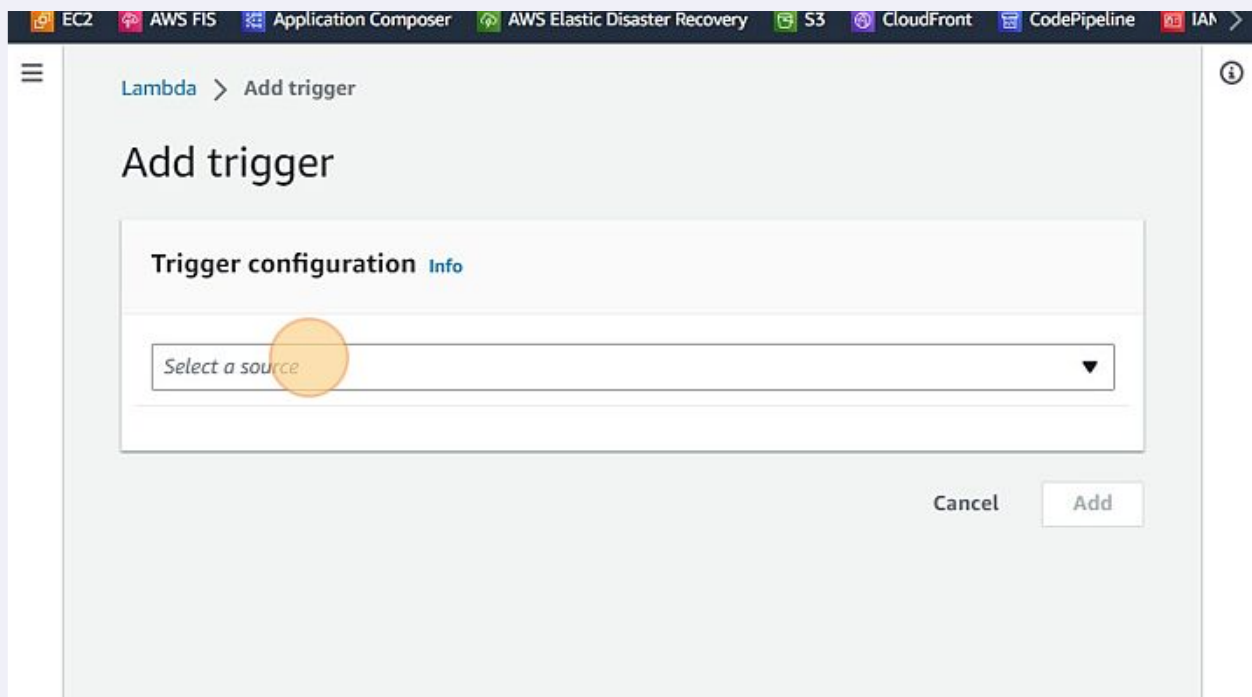 EC2 AWS FIS Application Composer AWS Elastic Disaster Recovery S3 CloudFront CodePipeline IAM
Lambda > Add trigger
Add trigger
Trigger configuration Info
Select a source
Cancel Add